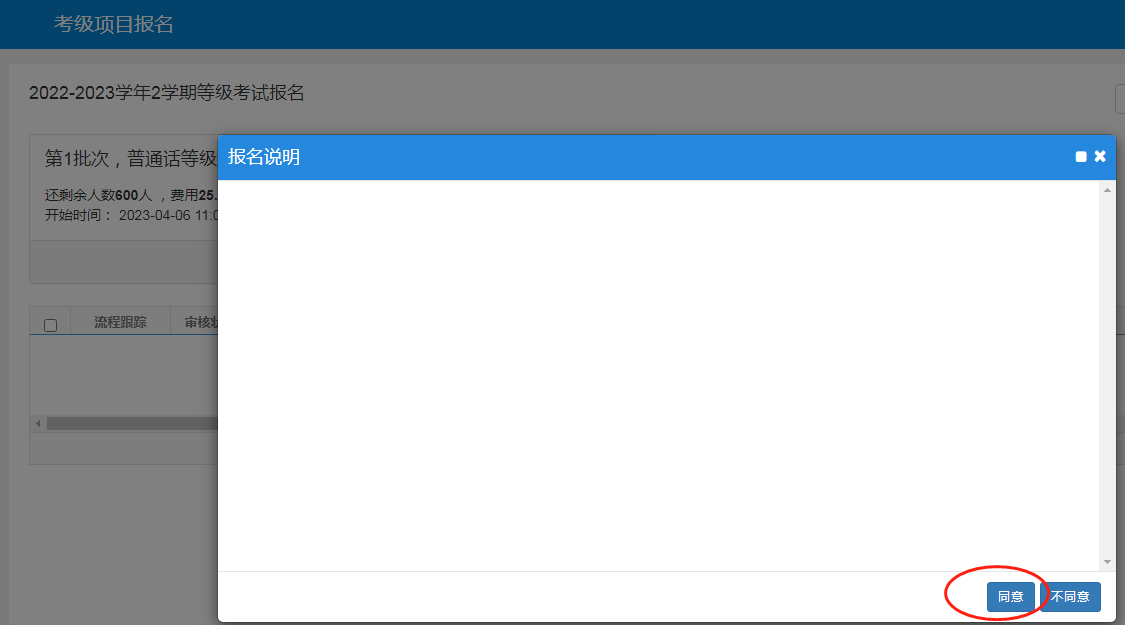 考级项目报名
2022-2023学年2学期等级考试报名
第1批次，普通话等级
还剩余人数600人 ，费用25.
开始时间： 2023-04-06 11:0
报名说明
流程跟踪
审核状
同意
不同意